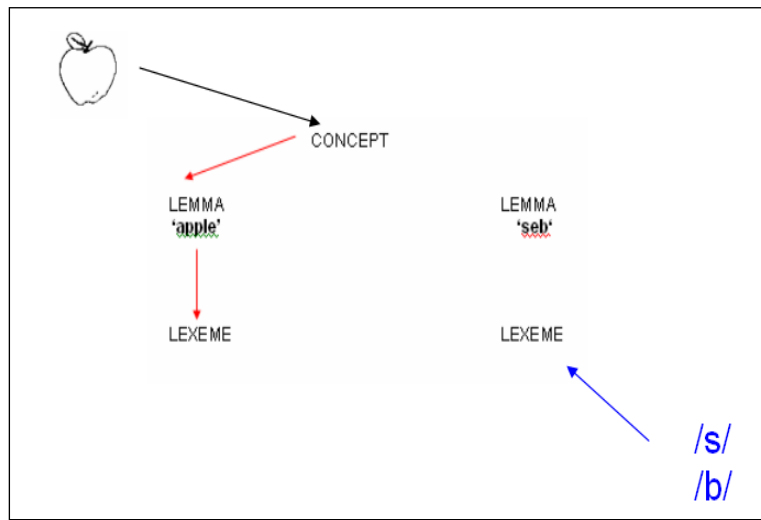 CONCEPT
LEMMA
‘apple’
LEMMA
‘seb‘
LEXEME
LEXEME
/s/
/b/